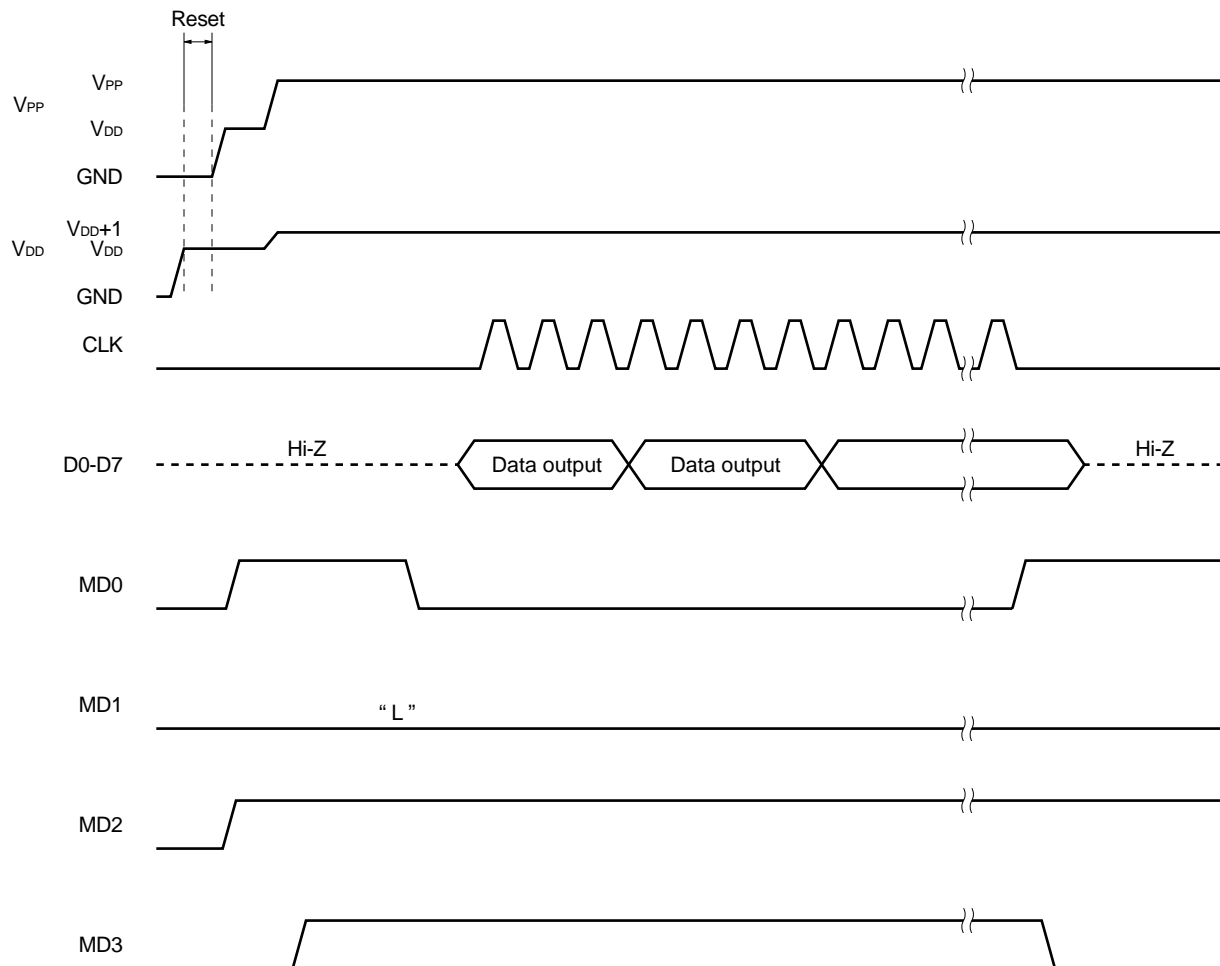 Reset
VPP
VPP
VDD
GND
VDD+1
VDD
VDD
GND
CLK
Hi-Z
Hi-Z
D0-D7
Data output
Data output
MD0
MD1
“ L ”
MD2
MD3